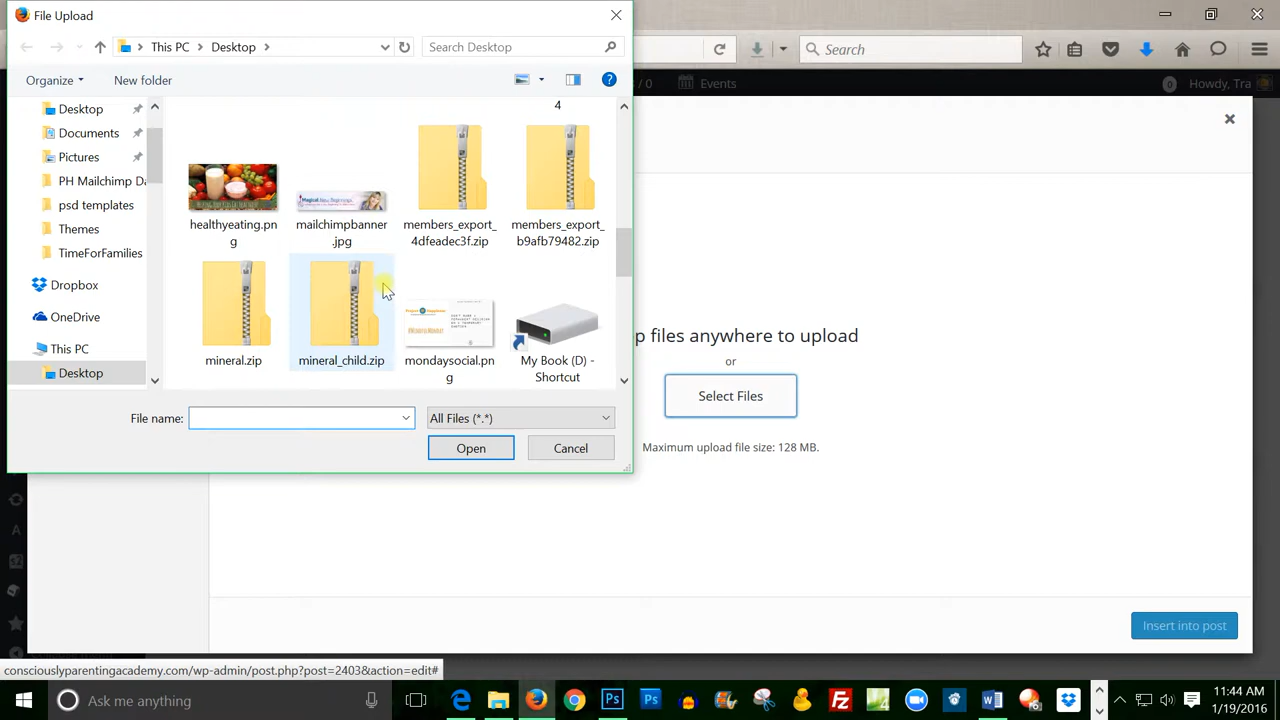 File Upload
This PC
Desktop
Search Desktop
Search
Organize
New folder
/ 0
Events
0
Howdy, Tra
Desktop
Documents
Pictures
PH Mailchimp Da
psd templates
Themes
TimeForFamilies
Dropbox
OneDrive
This PC
Desktop
4
healthyeating.pn
g
mailchimpbanner
.jpg
members_export_
4dfeadec3f.zip
members_export_
b9afb79482.zip
mineral.zip
mineral_child.zip
mondaysocial.pn
g
My Book (D) -
Shortcut
File name:
All Files (*.*)
Open
Cancel
p files anywhere to upload
or
Select Files
Maximum upload file size: 128 MB.
Insert into post
consciouslyparentingacademy.com/wp-admin/post.php?post=2403&action=edit#
Ask me anything
11:44 AM
1/19/2016